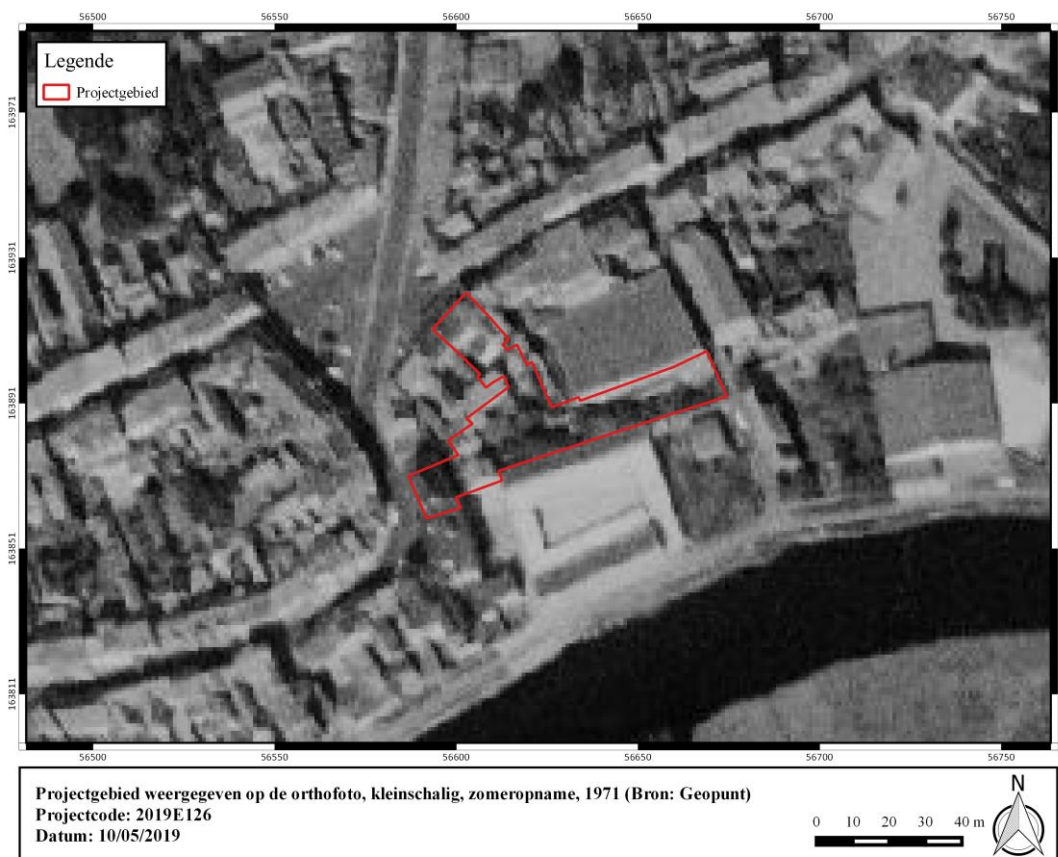 56500 56550 56600 56650 56700 56750
Legende
Projectgebied
163971
163931
163891
163851
163811
56500 56550 56600 56650 56700 56750
Projectgebied weergegeven op de orthofoto, kleinschalig, zomeropname, 1971 (Bron: Geopunt)
Projectcode: 2019E126
Datum: 10/05/2019
N
0 10 20 30 40 m